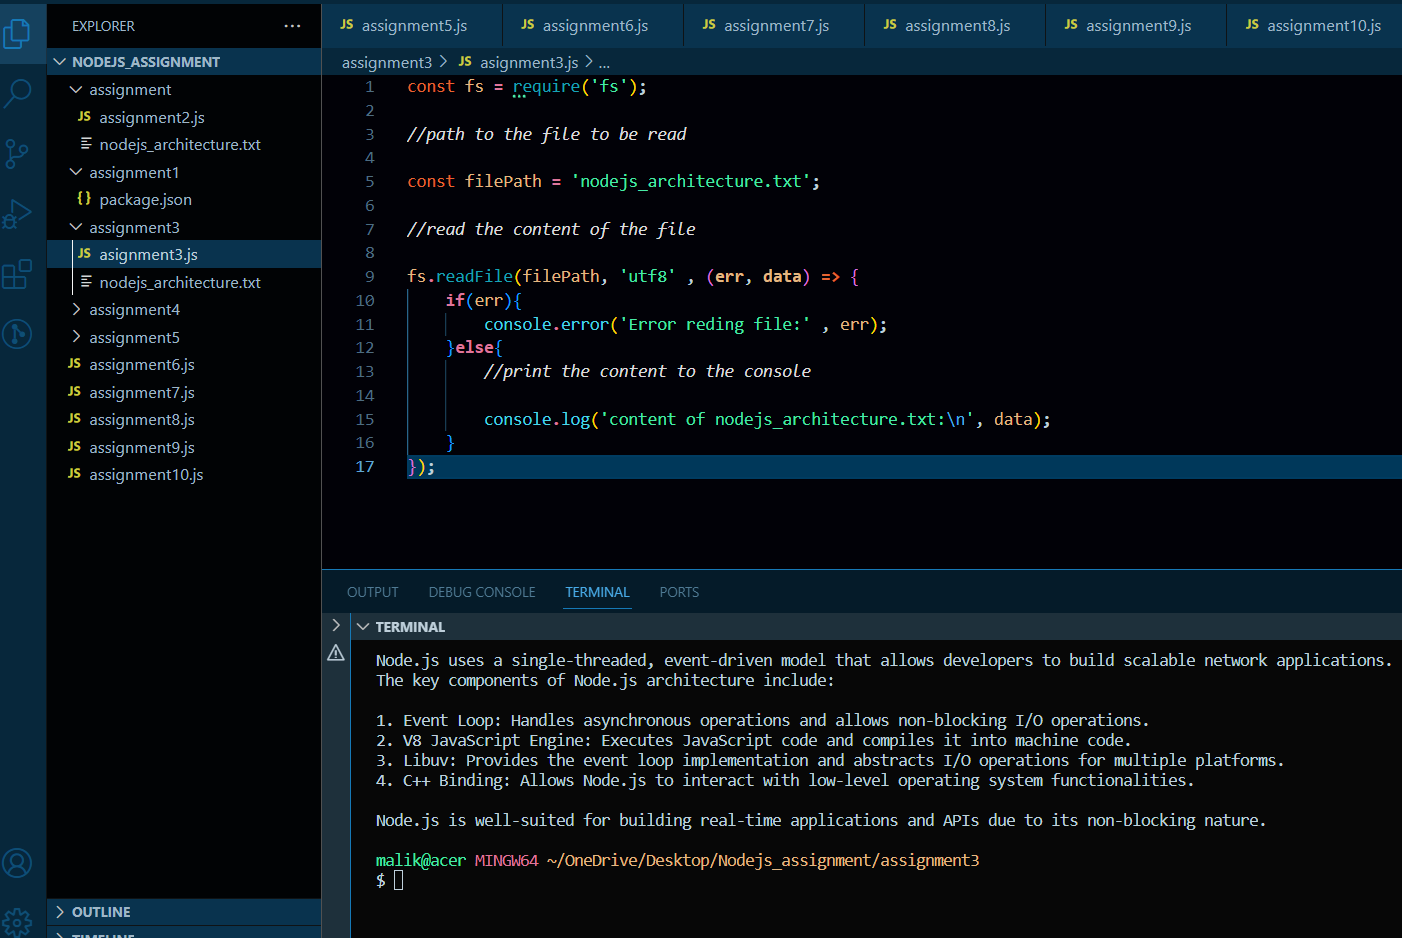 EXPLORER ...
NODEJS_ASSIGNMENT
assignment
JS assignment2.js
nodejs_architecture.txt
assignment1
{} package.json
assignment3
JS asignment3.js
nodejs_architecture.txt
assignment4
assignment5
JS assignment6.js
JS assignment7.js
JS assignment8.js
JS assignment9.js
JS assignment10.js
OUTLINE
TIMELINE
JS assignment5.js JS assignment6.js JS assignment7.js JS assignment8.js JS assignment9.js JS assignment10.js
assignment3 > JS asignment3.js > ...
1 const fs = require('fs');
2
3 //path to the file to be read
4
5 const filePath = 'nodejs_architecture.txt';
6
7 //read the content of the file
8
9 fs.readFile(filePath, 'utf8' , (err, data) => {
10 if(err){
11 console.error('Error reding file:' , err);
12 }else{
13 //print the content to the console
14
15 console.log('content of nodejs_architecture.txt:\n', data);
16 }
17 });
OUTPUT DEBUG CONSOLE TERMINAL PORTS
TERMINAL
Node.js uses a single-threaded, event-driven model that allows developers to build scalable network applications.
The key components of Node.js architecture include:
1. Event Loop: Handles asynchronous operations and allows non-blocking I/O operations.
2. V8 JavaScript Engine: Executes JavaScript code and compiles it into machine code.
3. Libuv: Provides the event loop implementation and abstracts I/O operations for multiple platforms.
4. C++ Binding: Allows Node.js to interact with low-level operating system functionalities.
Node.js is well-suited for building real-time applications and APIs due to its non-blocking nature.
malik@acer MINGW64 ~/OneDrive/Desktop/Nodejs_assignment/assignment3
$